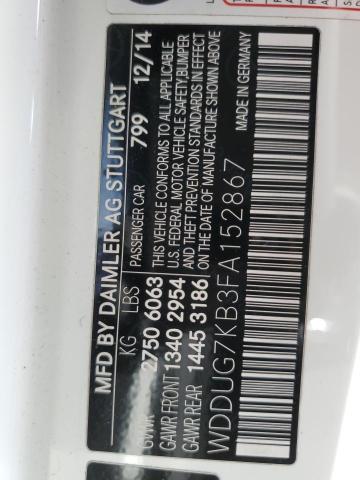 MFD BY DAIMLER AG STUTTGART
KG LBS PASSENGER CAR 799 12/14
GVWR 2750 6063 THIS VEHICLE CONFORMS TO ALL APPLICABLE
GAWR FRONT 1340 2954 U.S. FEDERAL MOTOR VEHICLE SAFETY,BUMPER
GAWR REAR 1445 3186 AND THEFT PREVENTION STANDARDS IN EFFECT
ON THE DATE OF MANUFACTURE SHOWN ABOVE
WDDUG7KB3FA152867
MADE IN GERMANY